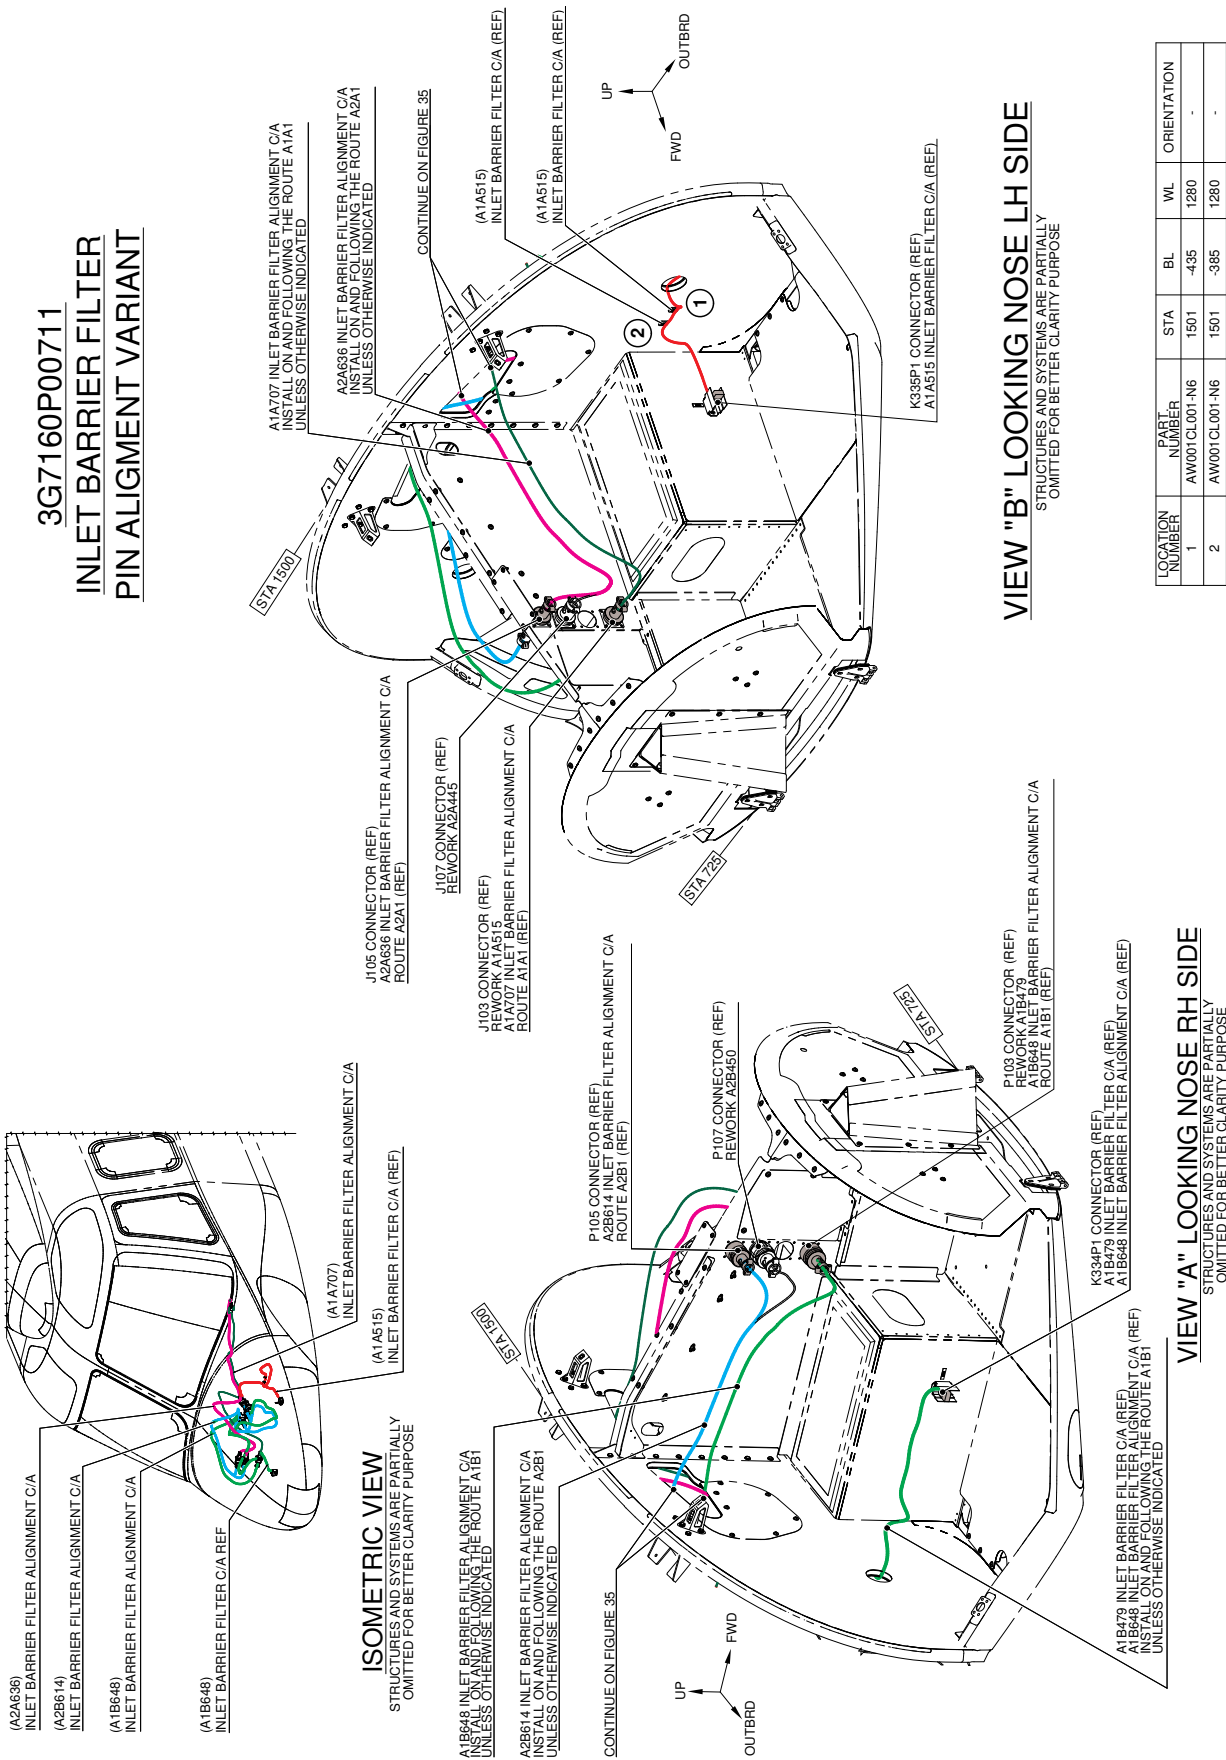 3G7160P00711
INLET BARRIER FILTER
PIN ALIGMENT VARIANT
(A2A636)
INLET BARRIER FILTER ALIGNMENT C/A
(A2B614)
INLET BARRIER FILTER ALIGNMENT C/A
(A1B648)
INLET BARRIER FILTER ALIGNMENT C/A
(A1B648)
INLET BARRIER FILTER C/A REF
(A1A707)
INLET BARRIER FILTER ALIGNMENT C/A
(A1A515)
INLET BARRIER FILTER C/A (REF)
ISOMETRIC VIEW
STRUCTURES AND SYSTEMS ARE PARTIALLY
OMITTED FOR BETTER CLARITY PURPOSE
A1A707 INLET BARRIER FILTER ALIGNMENT C/A
INSTALL ON AND FOLLOWING THE ROUTE A1A1
UNLESS OTHERWISE INDICATED
A2A636 INLET BARRIER FILTER ALIGNMENT C/A
INSTALL ON AND FOLLOWING THE ROUTE A2A1
UNLESS OTHERWISE INDICATED
CONTINUE ON FIGURE 35
(A1A515)
INLET BARRIER FILTER C/A (REF)
(A1A515)
INLET BARRIER FILTER C/A (REF)
UP
OUTBRD
FWD
STA 1500
STA 725
1
2
J105 CONNECTOR (REF)
A2A636 INLET BARRIER FILTER ALIGNMENT C/A
ROUTE A2A1 (REF)
J107 CONNECTOR (REF)
REWORK A2A445
J103 CONNECTOR (REF)
REWORK A1A515
A1A707 INLET BARRIER FILTER ALIGNMENT C/A
ROUTE A1A1 (REF)
K335P1 CONNECTOR (REF)
A1A515 INLET BARRIER FILTER C/A (REF)
VIEW "B" LOOKING NOSE LH SIDE
STRUCTURES AND SYSTEMS ARE PARTIALLY
OMITTED FOR BETTER CLARITY PURPOSE
A1B648 INLET BARRIER FILTER ALIGNMENT C/A
INSTALL ON AND FOLLOWING THE ROUTE A1B1
UNLESS OTHERWISE INDICATED
A2B614 INLET BARRIER FILTER ALIGNMENT C/A
INSTALL ON AND FOLLOWING THE ROUTE A2B1
UNLESS OTHERWISE INDICATED
CONTINUE ON FIGURE 35
UP
FWD
OUTBRD
STA 1500
STA 725
P105 CONNECTOR (REF)
A2B614 INLET BARRIER FILTER ALIGNMENT C/A
ROUTE A2B1 (REF)
P107 CONNECTOR (REF)
REWORK A2B450
P103 CONNECTOR (REF)
REWORK A1B479
A1B648 INLET BARRIER FILTER ALIGNMENT C/A
ROUTE A1B1 (REF)
K334P1 CONNECTOR (REF)
A1B479 INLET BARRIER FILTER C/A (REF)
A1B648 INLET BARRIER FILTER ALIGNMENT C/A (REF)
A1B479 INLET BARRIER FILTER C/A (REF)
A1B648 INLET BARRIER FILTER ALIGNMENT C/A (REF)
INSTALL ON AND FOLLOWING THE ROUTE A1B1
UNLESS OTHERWISE INDICATED
VIEW "A" LOOKING NOSE RH SIDE
STRUCTURES AND SYSTEMS ARE PARTIALLY
OMITTED FOR BETTER CLARITY PURPOSE
LOCATION NUMBER PART NUMBER STA BL WL ORIENTATION
1 AW001CL001-N6 1501 -435 1280 -
2 AW001CL001-N6 1501 -385 1280 -